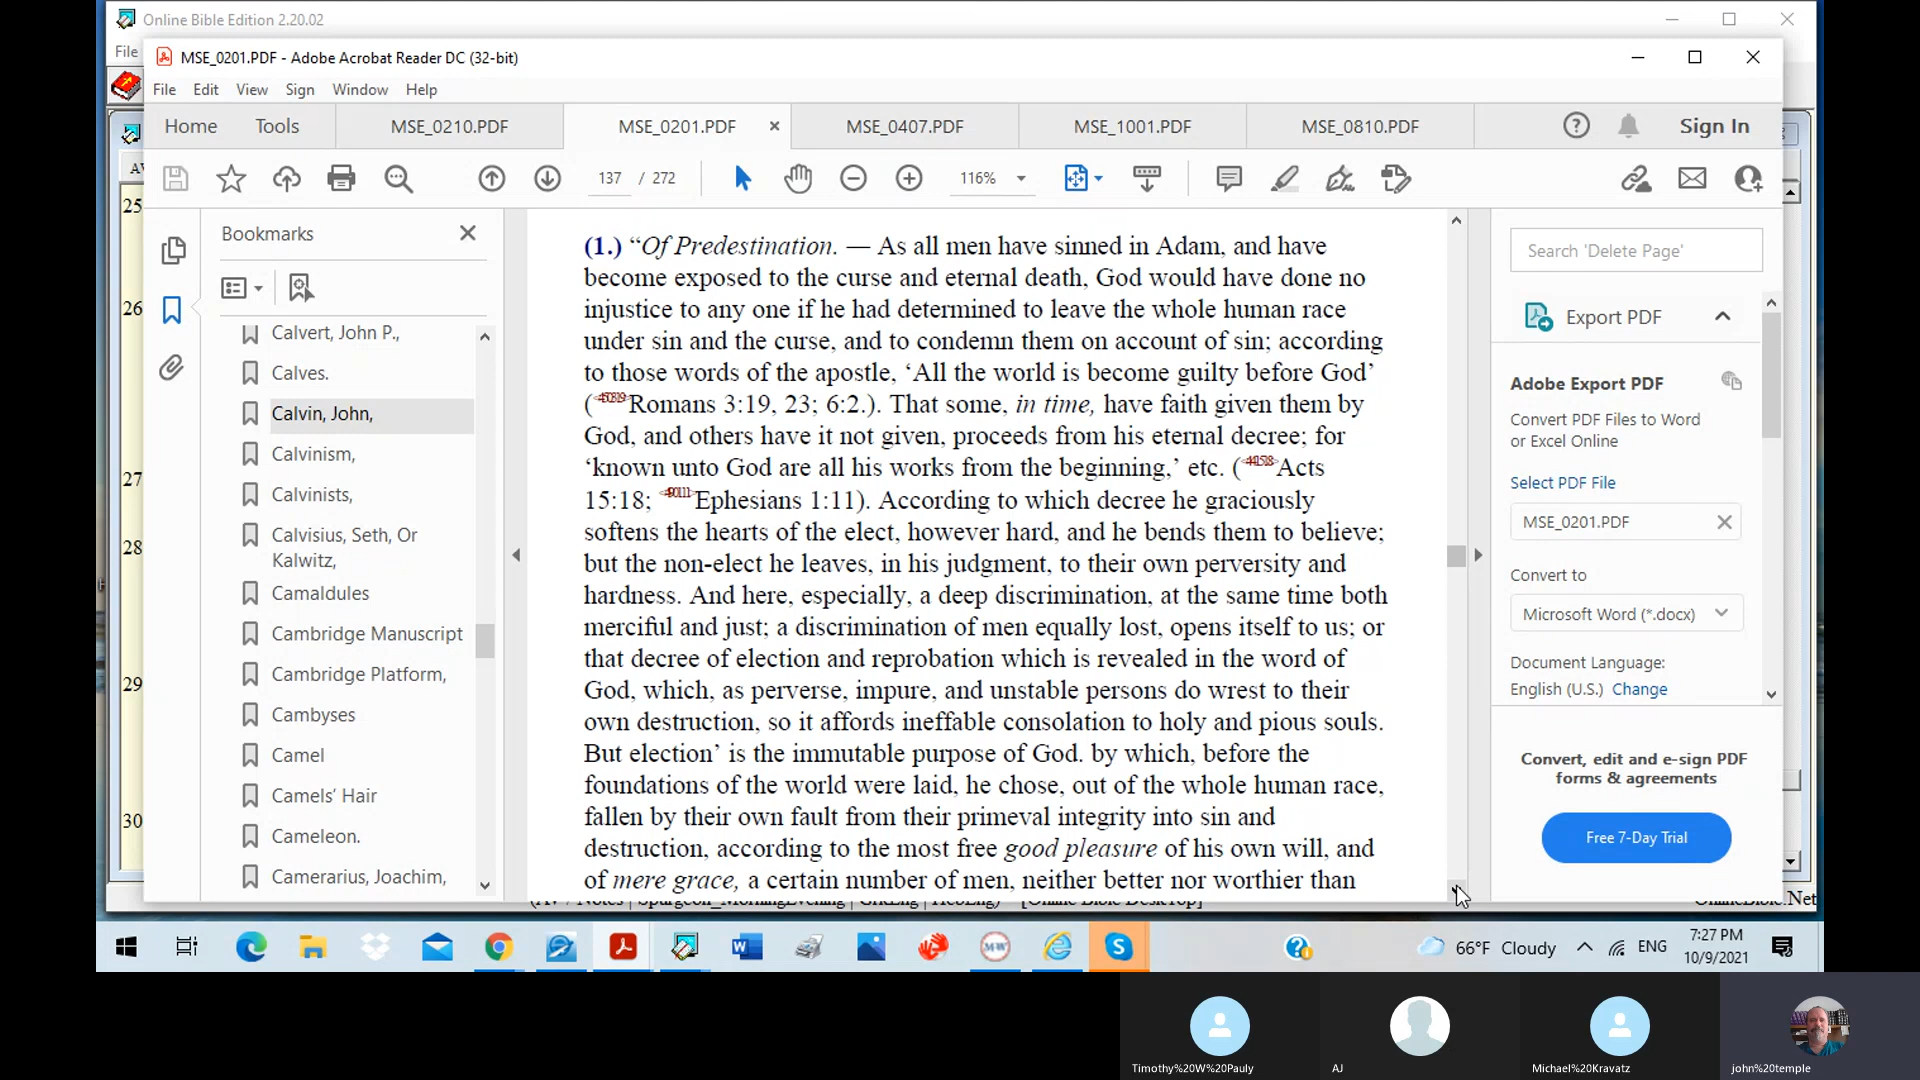 Online Bible Edition 2.20.02
File
MSE_0201.PDF - Adobe Acrobat Reader DC (32-bit)
File Edit View Sign Window Help
Home Tools MSE_0210.PDF MSE_0201.PDF MSE_0407.PDF MSE_1001.PDF MSE_0810.PDF Sign In
137 / 272 116%
Bookmarks
Calvert, John P.,
Calves.
Calvin, John,
Calvinism,
Calvinists,
Calvisius, Seth, Or
Kalwitz,
Camaldules
Cambridge Manuscript
Cambridge Platform,
Cambyses
Camel
Camels’ Hair
Cameleon.
Camerarius, Joachim,
25
26
27
28
29
30
(1.) “Of Predestination. — As all men have sinned in Adam, and have
become exposed to the curse and eternal death, God would have done no
injustice to any one if he had determined to leave the whole human race
under sin and the curse, and to condemn them on account of sin; according
to those words of the apostle, ‘All the world is become guilty before God’
(<450319>Romans 3:19, 23; 6:2.). That some, in time, have faith given them by
God, and others have it not given, proceeds from his eternal decree; for
‘known unto God are all his works from the beginning,’ etc. (<441518>Acts
15:18; <490111>Ephesians 1:11). According to which decree he graciously
softens the hearts of the elect, however hard, and he bends them to believe;
but the non-elect he leaves, in his judgment, to their own perversity and
hardness. And here, especially, a deep discrimination, at the same time both
merciful and just; a discrimination of men equally lost, opens itself to us; or
that decree of election and reprobation which is revealed in the word of
God, which, as perverse, impure, and unstable persons do wrest to their
own destruction, so it affords ineffable consolation to holy and pious souls.
But election’ is the immutable purpose of God. by which, before the
foundations of the world were laid, he chose, out of the whole human race,
fallen by their own fault from their primeval integrity into sin and
destruction, according to the most free good pleasure of his own will, and
of mere grace, a certain number of men, neither better nor worthier than
Search 'Delete Page'
Export PDF
Adobe Export PDF
Convert PDF Files to Word
or Excel Online
Select PDF File
MSE_0201.PDF
Convert to
Microsoft Word (*.docx)
Document Language:
English (U.S.) Change
Convert, edit and e-sign PDF
forms & agreements
Free 7-Day Trial
(AV / Notes | Spurgeon_MorningEvening | GrkEng | HebEng) - [Online Bible DeskTop]
OnlineBible.Net
66°F Cloudy ENG 7:27 PM
10/9/2021
Timothy%20W%20Pauly AJ Michael%20Kravatz john%20temple